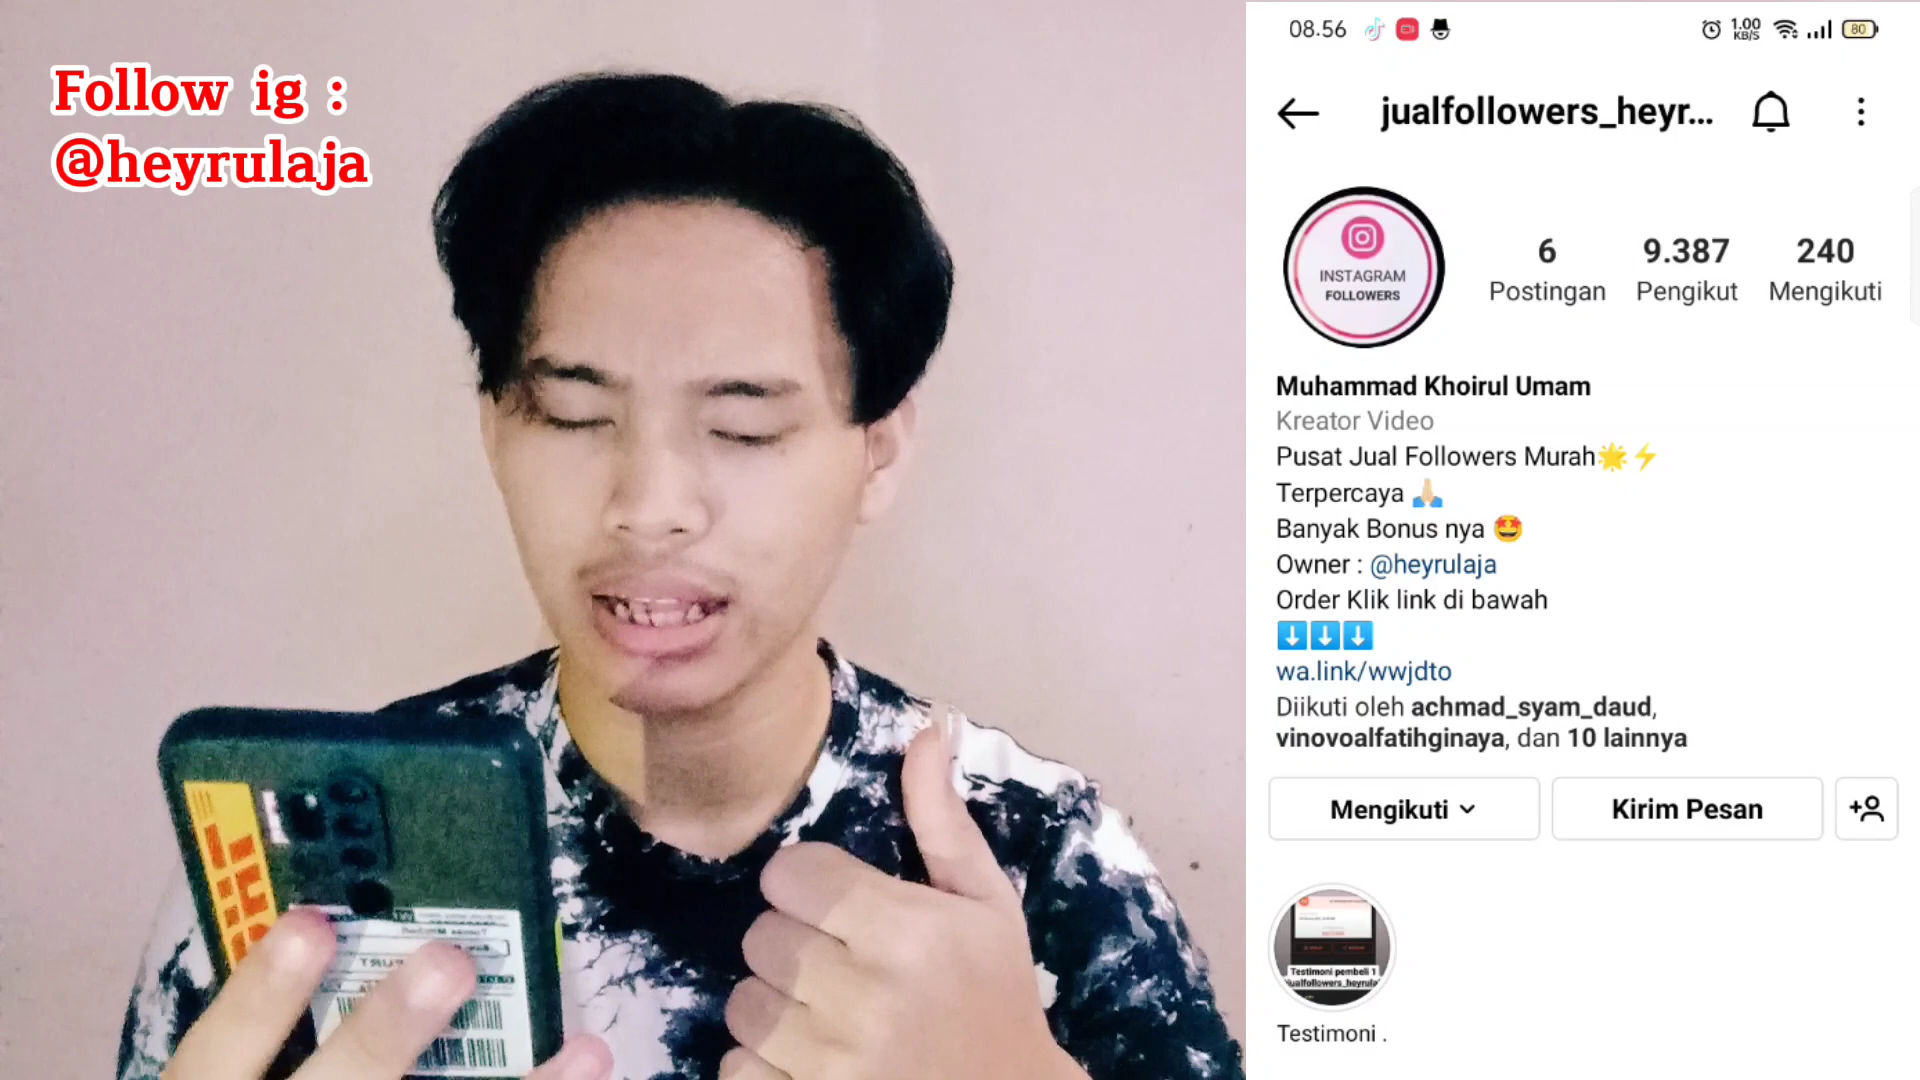 Follow ig :
@heyrulaja
08.56
1.00
KB/S
80
jualfollowers_heyr...
INSTAGRAM
FOLLOWERS
6
Postingan
9.387
Pengikut
240
Mengikuti
Muhammad Khoirul Umam
Kreator Video
Pusat Jual Followers Murah🌟⚡
Terpercaya 🙏🏼
Banyak Bonus nya 🤩
Owner : @heyrulaja
Order Klik link di bawah
⬇️⬇️⬇️
wa.link/wwjdto
Diikuti oleh achmad_syam_daud,
vinovoalfatihginaya, dan 10 lainnya
Mengikuti
Kirim Pesan
Testimoni pembeli 1
Testimoni .